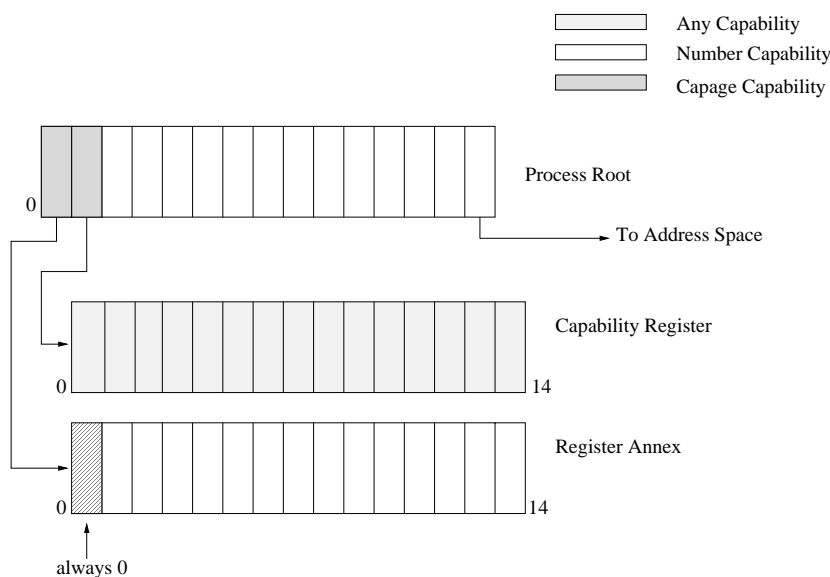 Any Capability
Number Capability
Capage Capability
Process Root
0
To Address Space
Capability Register
0
14
Register Annex
0
14
always 0